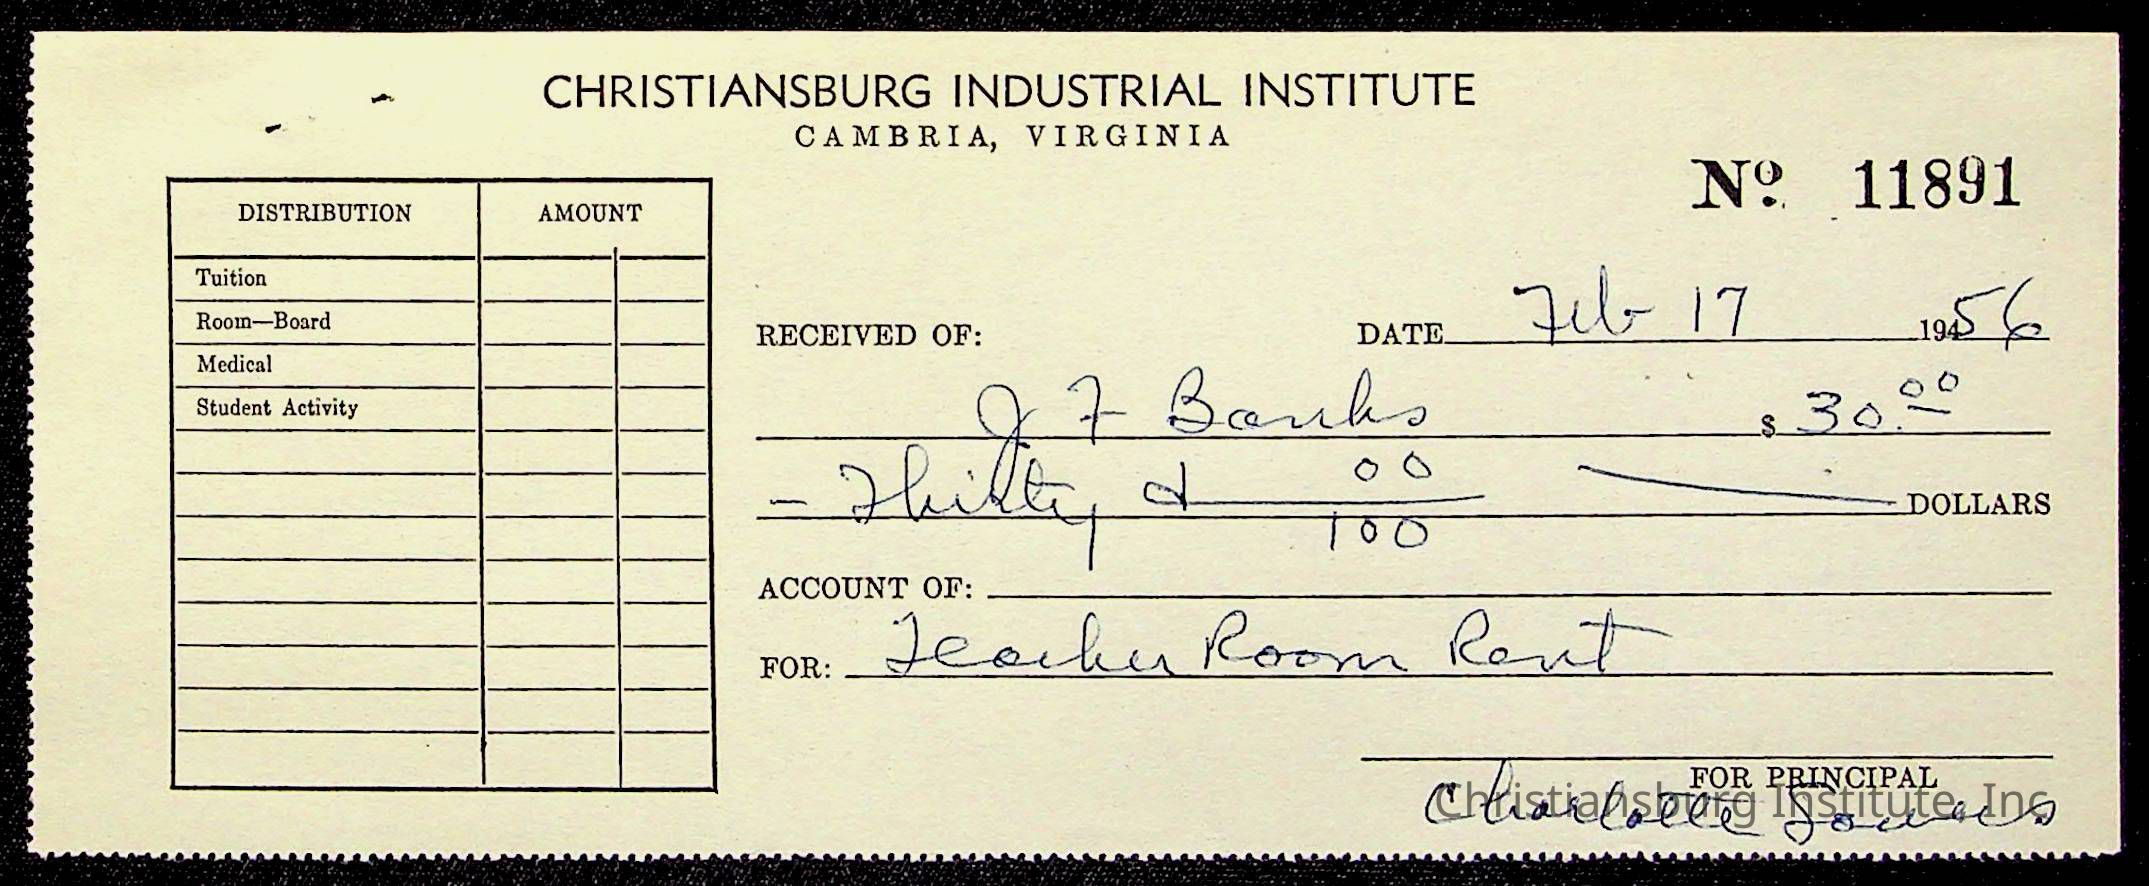 CHRISTIANSBURG INDUSTRIAL INSTITUTE
CAMBRIA, VIRGINIA
Nº. 11891
DISTRIBUTION AMOUNT
Tuition
Room—Board
Medical
Student Activity
RECEIVED OF: DATE Feb 17 19456
J F Banks $ 30.00
- Thirty & 00/100 DOLLARS
ACCOUNT OF:
FOR: Teacher Room Rent
FOR PRINCIPAL
Charlotte
Christiansburg Institute, Inc